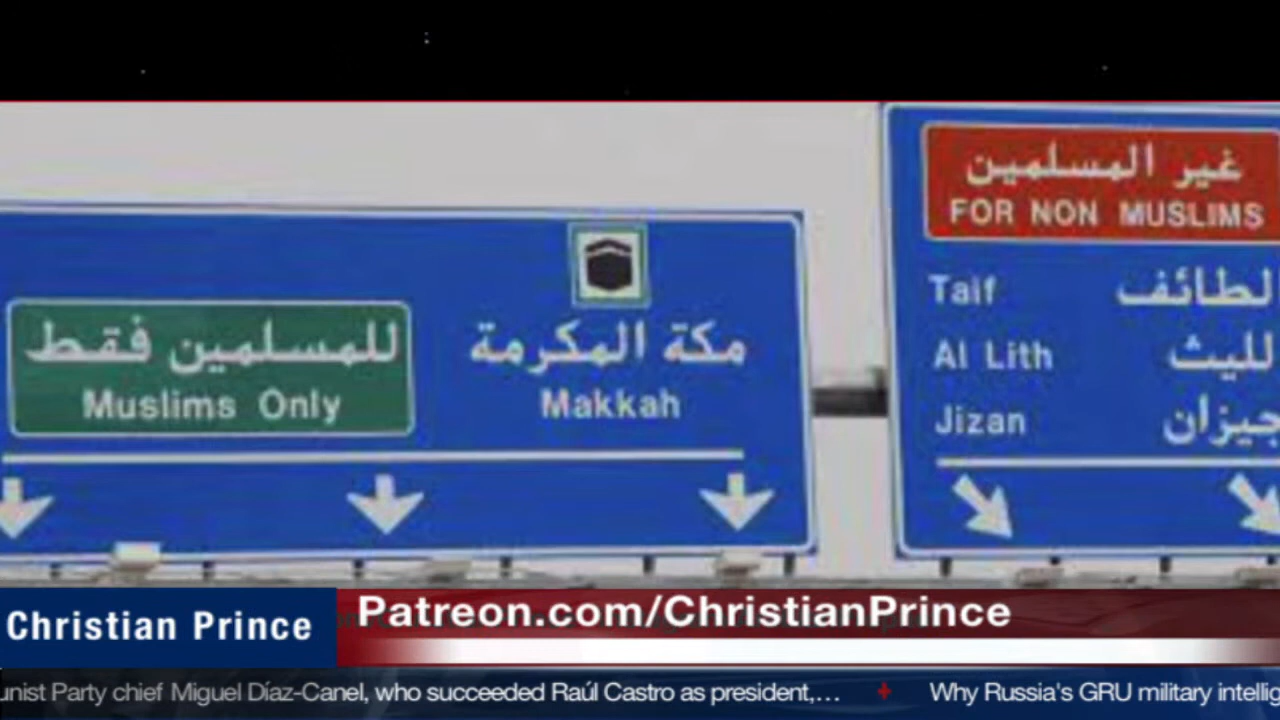 للمسلمين فقط
Muslims Only
مكة المكرمة
Makkah
غير المسلمين
FOR NON MUSLIMS
Taif
لطائف
Al Lith
لليث
Jizan
جيزان
Christian Prince
Patreon.com/ChristianPrince
unist Party chief Miguel Díaz-Canel, who succeeded Raúl Castro as president,… Why Russia's GRU military intellig